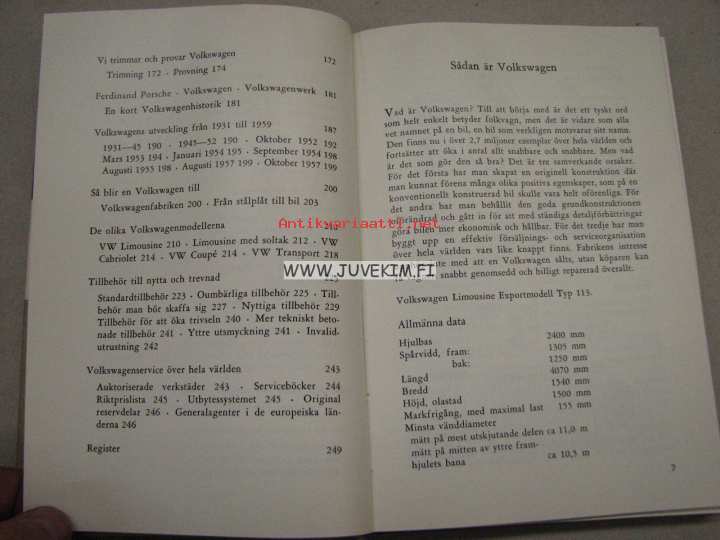 Vi trimmar och provar Volkswagen 172
Trimning 172 · Provning 174
Ferdinand Porsche - Volkswagen - Volkswagenwerk 181
En kort Volkswagenhistorik 181
Volkswagens utveckling från 1931 till 1959 187
1931—45 190 · 1945—52 190 · Oktober 1952 192
Mars 1953 194 · Januari 1954 195 · September 1954 198
Augusti 1955 198 · Augusti 1957 199 · Oktober 1957 199
Så blir en Volkswagen till 200
Volkswagenfabriken 200 · Från stålplåt till bil 203
De olika Volkswagenmodellerna
VW Limousine 210 · Limousine med soltak 212 · VW
Cabriolet 214 · VW Coupé 214 · VW Transport 218
Tillbehör till nytta och trevnad
Standardtillbehör 223 · Oumbärliga tillbehör 225 · Till-
behör man bör skaffa sig 227 · Nyttiga tillbehör 229
Tillbehör för att öka trivseln 240 · Mer tekniskt beto-
nade tillbehör 241 · Yttre utsmyckning 241 · Invalid-
utrustning 242
Volkswagenservice över hela världen 243
Auktoriserade verkstäder 243 · Serviceböcker 244
Riktprislista 245 · Utbytessystemet 245 · Original
reservdelar 246 · Generalagenter i de europeiska län-
derna 246
Register 249
Antikvariaatti.net
WWW.JUVEKIM.FI
Sådan är Volkswagen
Vad är Volkswagen? Till att börja med är det ett tyskt ord
som helt enkelt betyder folkvagn, men det är lika ofta som
vet namnet på en bil, en bil som verkligen motsvarar sitt namn.
Den finns nu i över 2,7 miljoner exemplar över hela världen och
fortsätter att öka i antal allt snabbare och snabbare. Men vad
är det som gör den så bra? Det är tre samverkande orsaker.
För det första har man skapat en originell konstruktion där
man kunnat förena många olika positiva egenskaper, som på en
konventionellt konstruerad bil skulle vara helt oförenliga. För
det andra har man behållit den goda grundkonstruktionen
oförändrad och gått in för att med ständiga detaljförbättringar
göra bilen mer ekonomisk och hållbar. För det tredje har man
byggt upp en effektiv försäljnings- och serviceorganisation
över hela världen vars like knappt finns. Fabrikens intresse
inte med att en Volkswagen sålts, utan köparen kan
snabbt genomsedd och billigt reparerad överallt.
Volkswagen Limousine Exportmodell Typ 113.
Allmänna data
Hjulbas 2400 mm
Spårvidd, fram: 1305 mm
bak: 1250 mm
Längd 4070 mm
Bredd 1540 mm
Höjd, olastad 1500 mm
Markfrigång, med maximal last 155 mm
Minsta vänddiameter
mätt på mest utskjutande delen ca 11,0 m
mätt på mitten av yttre fram-
hjulets bana ca 10,5 m
7